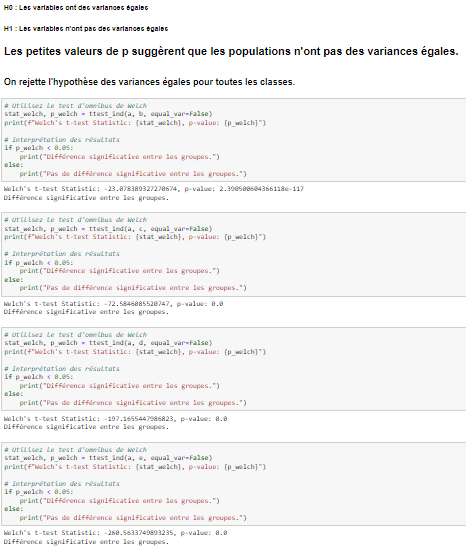 H0 : Les variables ont des variances égales
H1 : Les variables n'ont pas des variances égales
Les petites valeurs de p suggèrent que les populations n'ont pas des variances égales.
On rejette l'hypothèse des variances égales pour toutes les classes.
# Utilisez le test d'omnibus de Welch
stat_welch, p_welch = ttest_ind(a, b, equal_var=False)
print(f"Welch's t-test Statistic: {stat_welch}, p-value: {p_welch}")
# Interprétation des résultats
if p_welch < 0.05:
print("Différence significative entre les groupes.")
else:
print("Pas de différence significative entre les groupes.")
Welch's t-test Statistic: -23.078389327270674, p-value: 2.390500604366118e-117
Différence significative entre les groupes.
# Utilisez le test d'omnibus de Welch
stat_welch, p_welch = ttest_ind(a, c, equal_var=False)
print(f"Welch's t-test Statistic: {stat_welch}, p-value: {p_welch}")
# Interprétation des résultats
if p_welch < 0.05:
print("Différence significative entre les groupes.")
else:
print("Pas de différence significative entre les groupes.")
Welch's t-test Statistic: -72.5846085520747, p-value: 0.0
Différence significative entre les groupes.
# Utilisez le test d'omnibus de Welch
stat_welch, p_welch = ttest_ind(a, d, equal_var=False)
print(f"Welch's t-test Statistic: {stat_welch}, p-value: {p_welch}")
# Interprétation des résultats
if p_welch < 0.05:
print("Différence significative entre les groupes.")
else:
print("Pas de différence significative entre les groupes.")
Welch's t-test Statistic: -197.1655447986823, p-value: 0.0
Différence significative entre les groupes.
# Utilisez le test d'omnibus de Welch
stat_welch, p_welch = ttest_ind(a, e, equal_var=False)
print(f"Welch's t-test Statistic: {stat_welch}, p-value: {p_welch}")
# Interprétation des résultats
if p_welch < 0.05:
print("Différence significative entre les groupes.")
else:
print("Pas de différence significative entre les groupes.")
Welch's t-test Statistic: -260.5633749893235, p-value: 0.0
Différence significative entre les groupes.